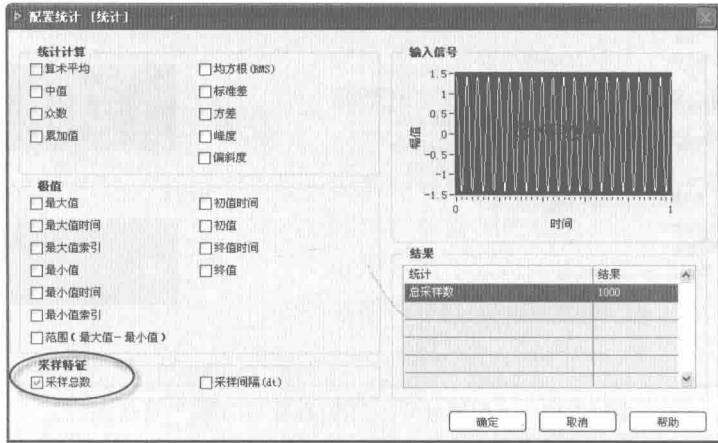 配置统计 [统计]
统计计算
算术平均
均方根(RMS)
中值
标准差
众数
方差
累加值
峰度
偏斜度
极值
最大值
初值时间
最大值时间
初值
最大值索引
终值时间
最小值
终值
最小值时间
最小值索引
范围(最大值-最小值)
采样特征
采样总数
采样间隔(dt)
输入信号
1.5
1
0.5
0
-0.5
-1
-1.5
幅值
0
1
时间
结果
统计
结果
总采样数
1000
确定
取消
帮助